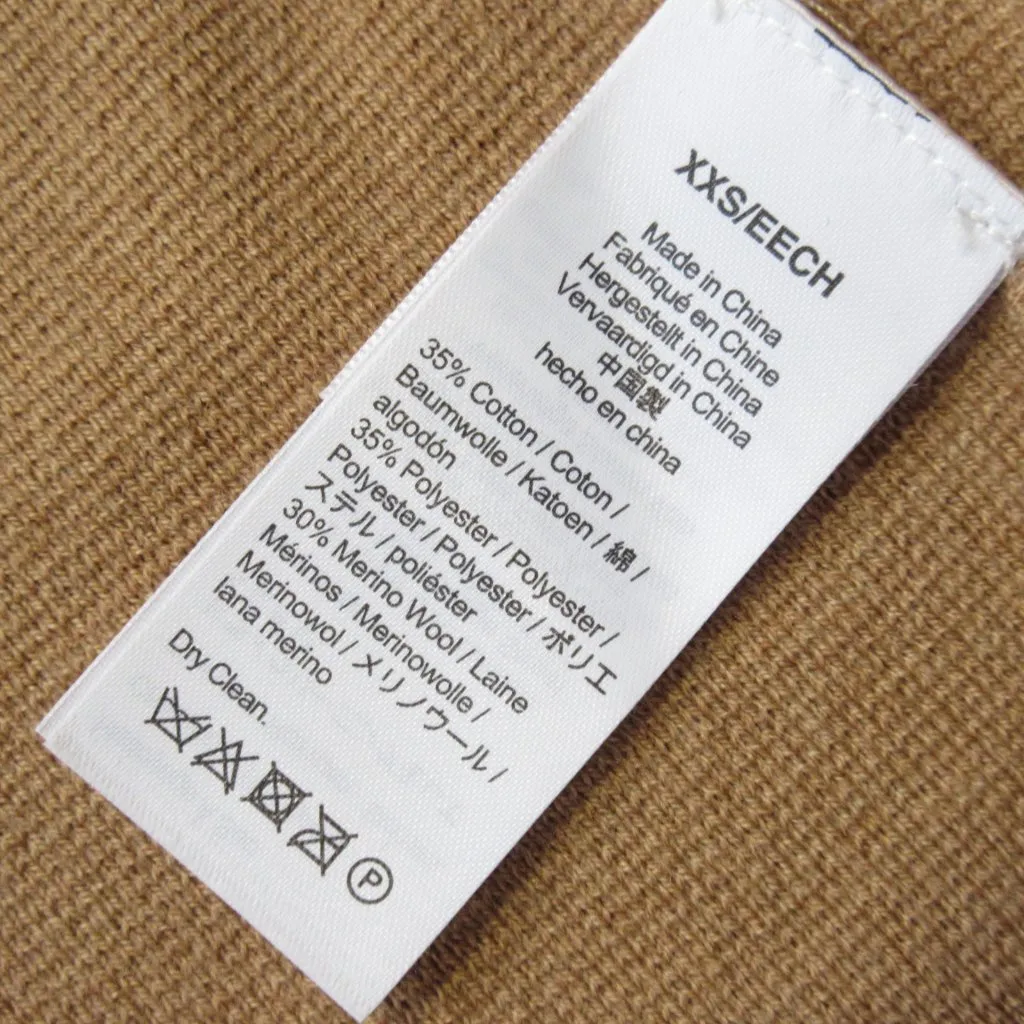 XXS/EECH
Made in China
Fabriqué en Chine
Hergestellt in China
Vervaardigd in China
中国製
hecho en china
35% Cotton / Coton /
Baumwolle / Katoen / 綿 /
algodón
35% Polyester / Polyester /
Polyester / Polyester / ポリエ
ステル / poliéster
30% Merino Wool / Laine
Mérinos / Merinowolle /
Merinowol / メリノウール /
lana merino
Dry Clean.
P